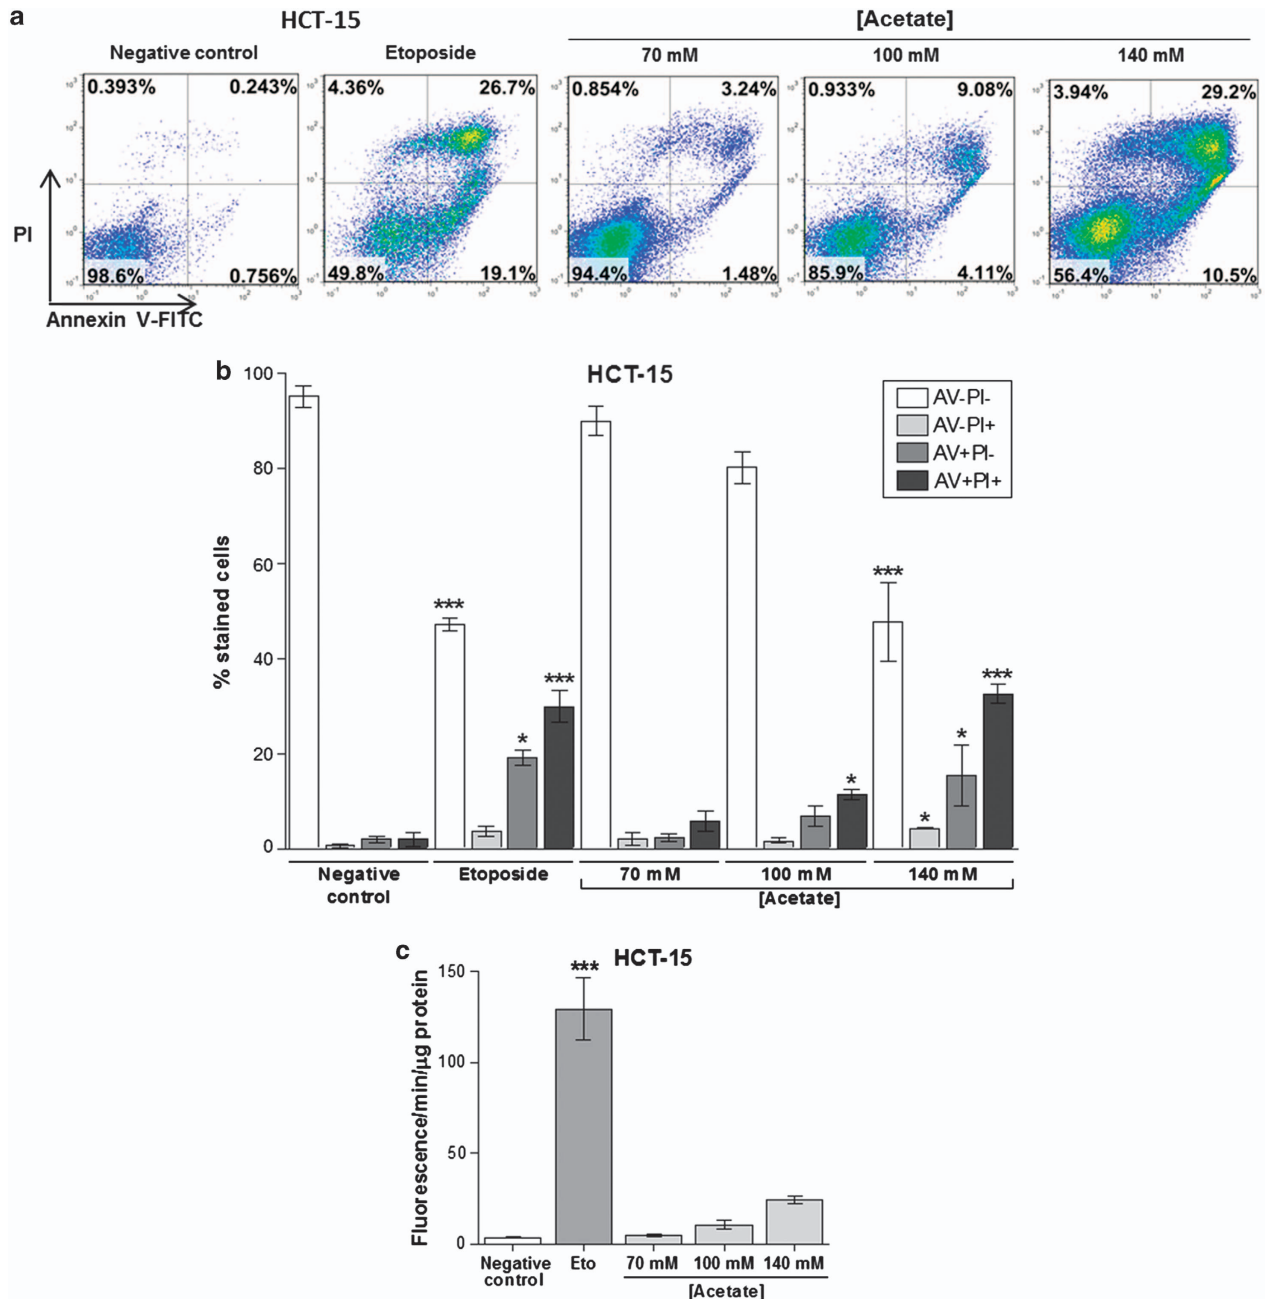 a
HCT-15
[Acetate]
Negative control
Etoposide
70 mM
100 mM
140 mM
0.393%
0.243%
98.6%
0.756%
4.36%
26.7%
49.8%
19.1%
0.854%
3.24%
94.4%
1.48%
0.933%
9.08%
85.9%
4.11%
3.94%
29.2%
56.4%
10.5%
PI
Annexin V-FITC
b
HCT-15
AV-PI-
AV-PI+
AV+PI-
AV+PI+
% stained cells
100
80
60
40
20
0
***
*
***
*
***
*
*
***
Negative
control
Etoposide
70 mM
100 mM
140 mM
[Acetate]
c
HCT-15
Fluorescence/min/µg protein
150
100
50
0
***
Negative
control
Eto
70 mM
100 mM
140 mM
[Acetate]